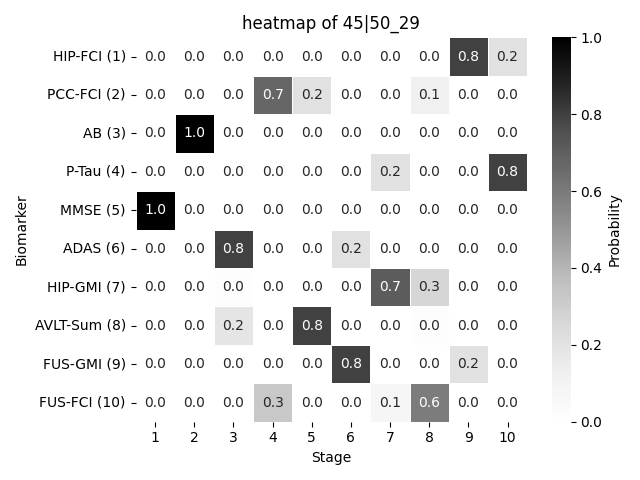 heatmap of 45|50_29
Biomarker
HIP-FCI (1) 0.0 0.0 0.0 0.0 0.0 0.0 0.0 0.0 0.8 0.2
PCC-FCI (2) 0.0 0.0 0.0 0.7 0.2 0.0 0.0 0.1 0.0 0.0
AB (3) 0.0 1.0 0.0 0.0 0.0 0.0 0.0 0.0 0.0 0.0
P-Tau (4) 0.0 0.0 0.0 0.0 0.0 0.0 0.2 0.0 0.0 0.8
MMSE (5) 1.0 0.0 0.0 0.0 0.0 0.0 0.0 0.0 0.0 0.0
ADAS (6) 0.0 0.0 0.8 0.0 0.0 0.2 0.0 0.0 0.0 0.0
HIP-GMI (7) 0.0 0.0 0.0 0.0 0.0 0.0 0.7 0.3 0.0 0.0
AVLT-Sum (8) 0.0 0.0 0.2 0.0 0.8 0.0 0.0 0.0 0.0 0.0
FUS-GMI (9) 0.0 0.0 0.0 0.0 0.0 0.8 0.0 0.0 0.2 0.0
FUS-FCI (10) 0.0 0.0 0.0 0.3 0.0 0.0 0.1 0.6 0.0 0.0
1 2 3 4 5 6 7 8 9 10
Stage
1.0
0.8
0.6
0.4
0.2
0.0
Probability